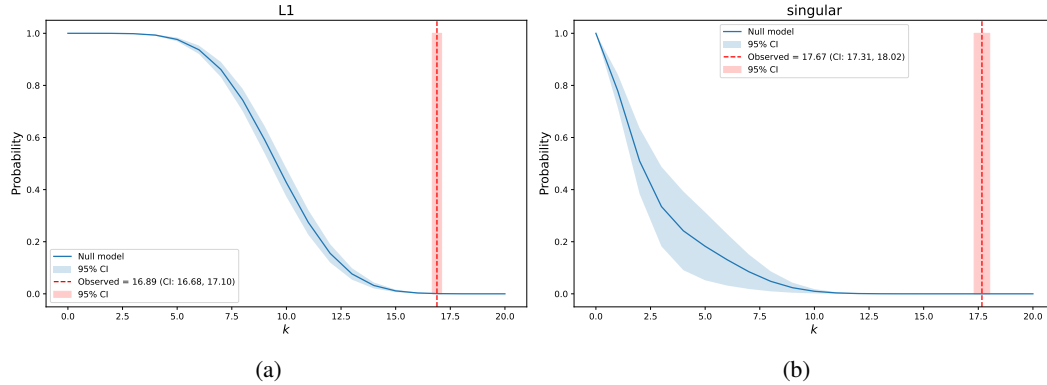 L1
Probability
1.0
0.8
0.6
0.4
0.2
0.0
Null model
95% CI
Observed = 16.89 (CI: 16.68, 17.10)
95% CI
0.0 2.5 5.0 7.5 10.0 12.5 15.0 17.5 20.0
k
(a)
singular
Probability
1.0
0.8
0.6
0.4
0.2
0.0
Null model
95% CI
Observed = 17.67 (CI: 17.31, 18.02)
95% CI
0.0 2.5 5.0 7.5 10.0 12.5 15.0 17.5 20.0
k
(b)